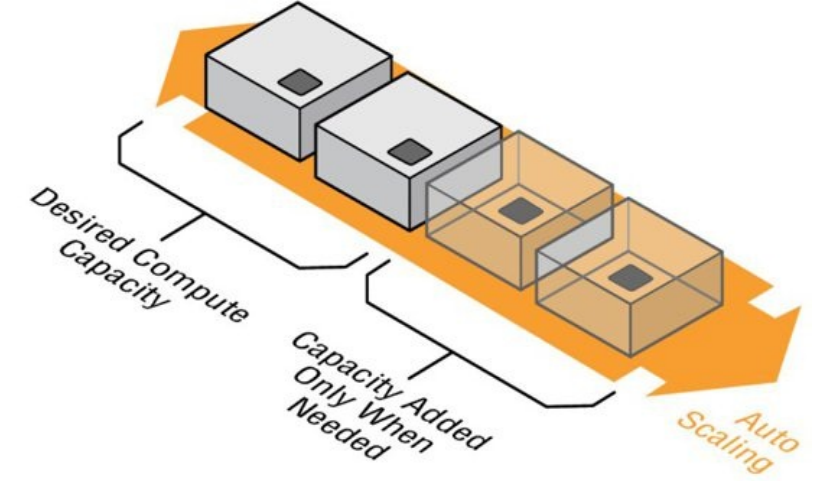 Desired Compute
Capacity
Capacity Added
Only When
Needed
Auto
Scaling